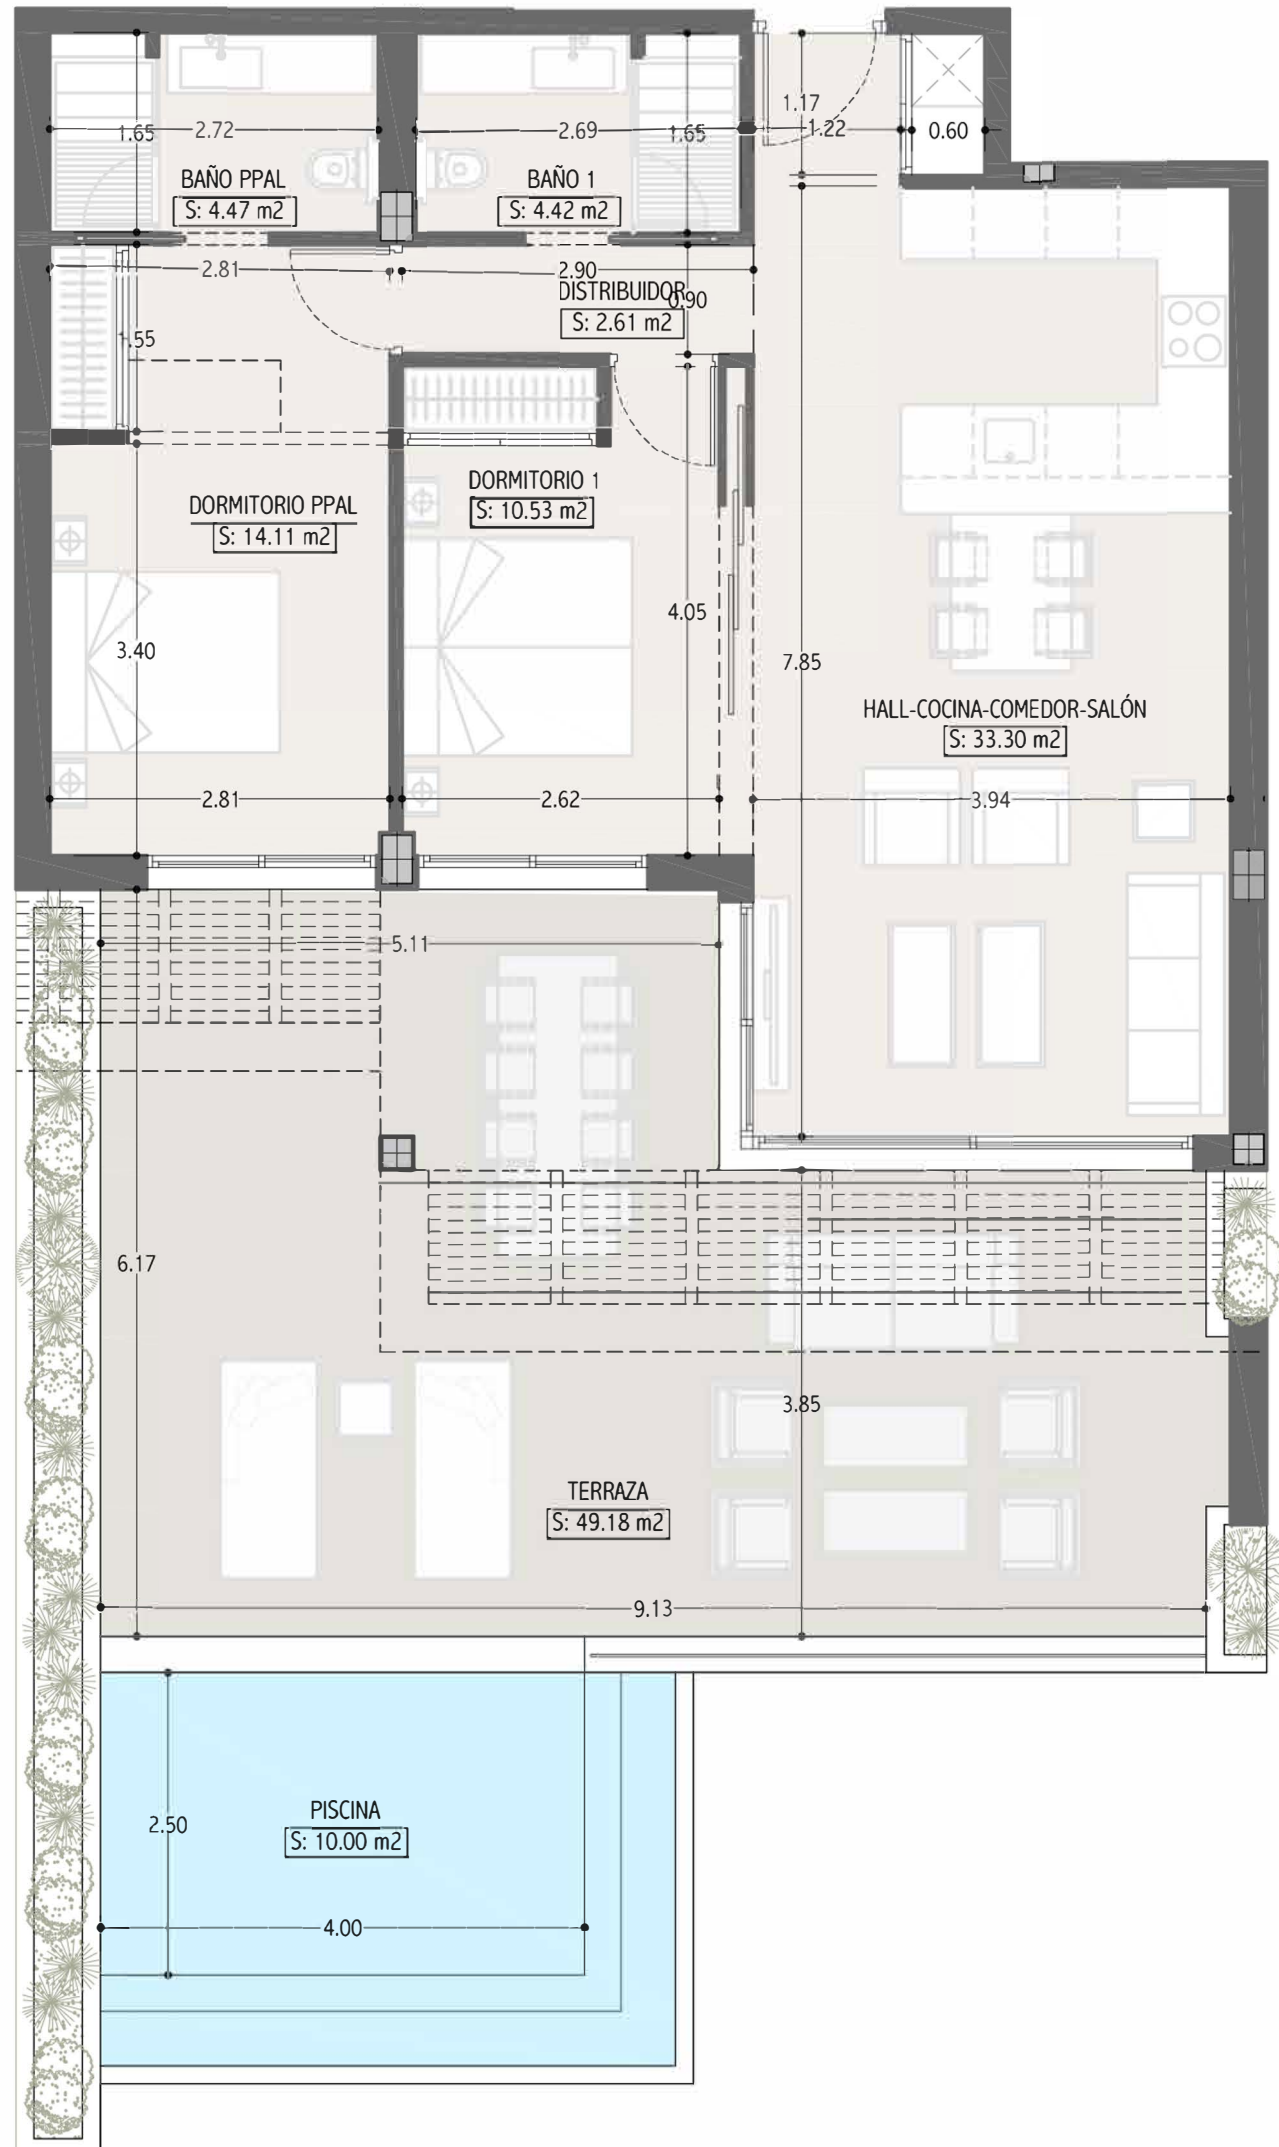 1.17
1.65
2.72
2.69
1.65
1.22
0.60
BAÑO PPAL
S: 4.47 m2
BAÑO 1
S: 4.42 m2
2.81
2.90
DISTRIBUIDOR
0.90
S: 2.61 m2
1.55
DORMITORIO 1
S: 10.53 m2
DORMITORIO PPAL
S: 14.11 m2
4.05
3.40
7.85
HALL-COCINA-COMEDOR-SALÓN
S: 33.30 m2
2.81
2.62
3.94
5.11
6.17
3.85
TERRAZA
S: 49.18 m2
9.13
PISCINA
2.50
S: 10.00 m2
4.00